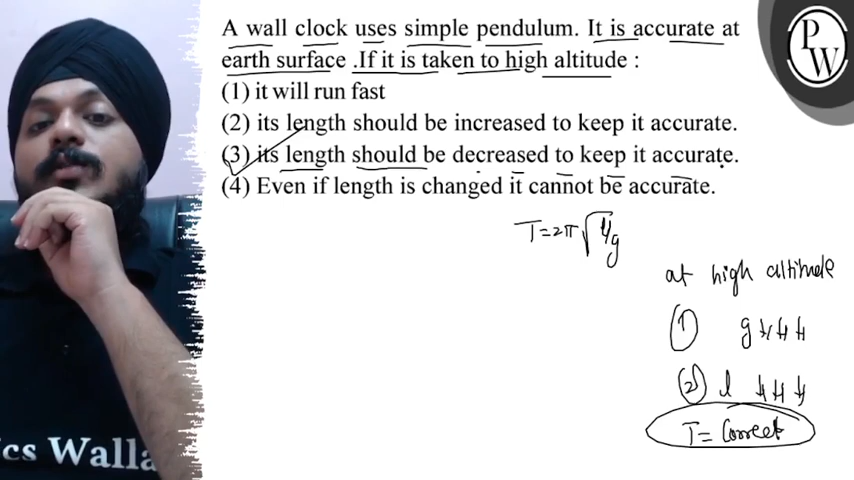 A wall clock uses simple pendulum. It is accurate at
earth surface .If it is taken to high altitude :
(1) it will run fast
(2) its length should be increased to keep it accurate.
(3) its length should be decreased to keep it accurate.
(4) Even if length is changed it cannot be accurate.
T=2π√l/g
at high altitude
(1) g ↓↓↓
(2) l ↓↓↓
T= Correct
PW
cs Walla